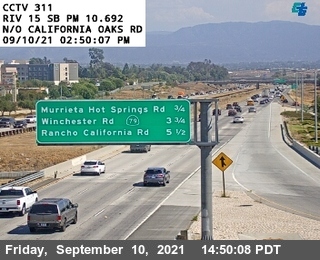 CCTV 311
RIV 15 SB PM 10.692
N/O CALIFORNIA OAKS RD
09/10/21 02:50:07 PM
Murrieta Hot Springs Rd 3/4
Winchester Rd 79 3 3/4
Rancho California Rd 5 1/2
Friday, September 10, 2021 14:50:08 PDT